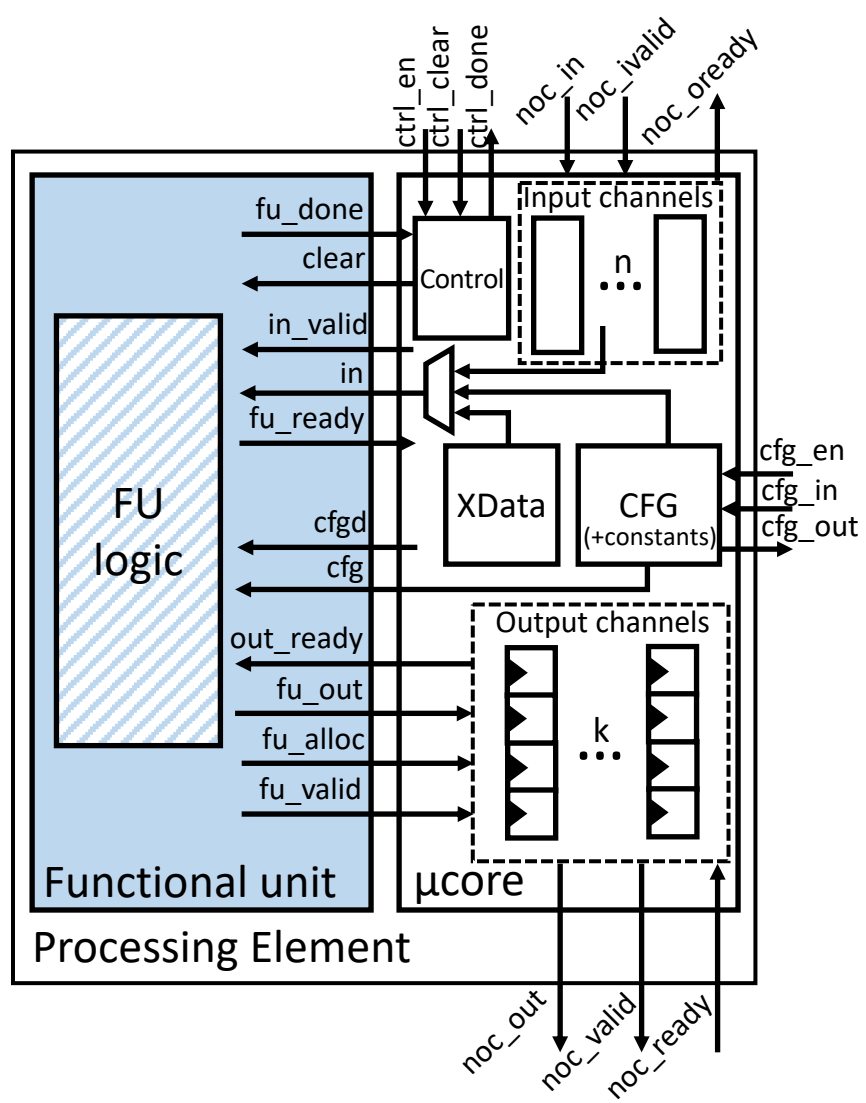 ctrl_en
ctrl_clear
ctrl_done
noc_in
noc_ivalid
noc_oready
fu_done
clear
in_valid
in
fu_ready
cfgd
cfg
out_ready
fu_out
fu_alloc
fu_valid
FU
logic
Functional unit
Processing Element
Control
Input channels
n
...
XData
CFG
(+constants)
cfg_en
cfg_in
cfg_out
Output channels
k
...
μcore
noc_out
noc_valid
noc_ready